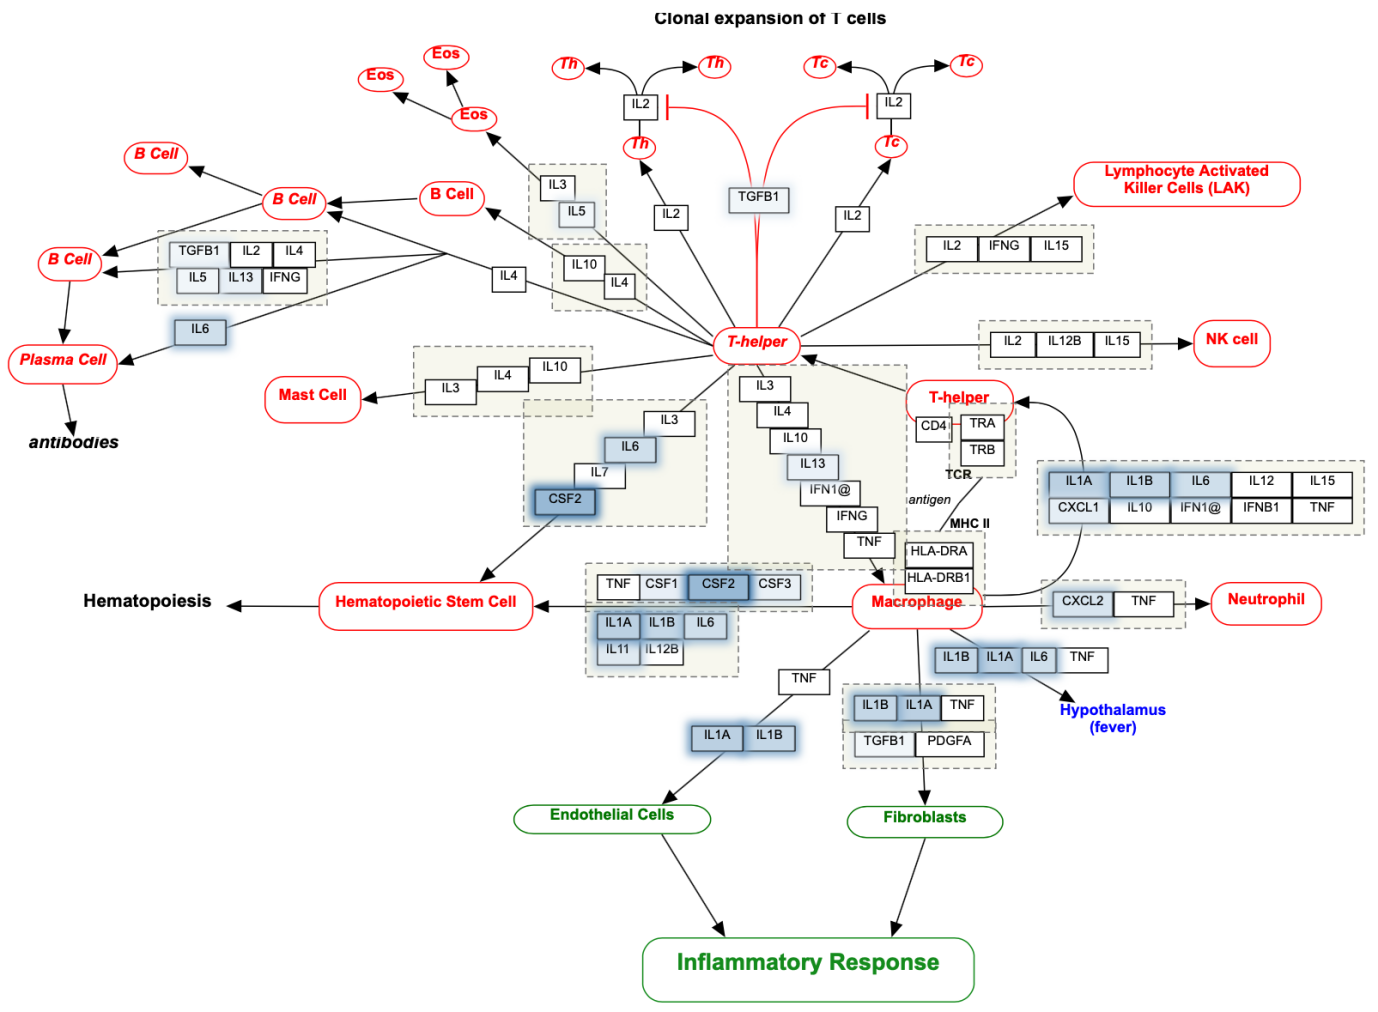 Clonal expansion of T cells
Eos
Eos
Eos
Th
Th
Tc
Tc
IL2
IL2
Th
Tc
B Cell
B Cell
B Cell
B Cell
IL3
IL5
TGFB1
IL2
IL2
Lymphocyte Activated
Killer Cells (LAK)
IL2 IFNG IL15
TGFB1 IL2 IL4
IL5 IL13 IFNG
IL10
IL4
IL4
IL6
Plasma Cell
antibodies
T-helper
IL2 IL12B IL15
NK cell
Mast Cell
IL3
IL4
IL10
IL3
IL6
IL7
CSF2
IL3
IL4
IL10
IL13
IFN1@
IFNG
TNF
T-helper
CD4
TRA
TRB
TCR
antigen
MHC II
HLA-DRA
HLA-DRB1
IL1A IL1B IL6 IL12 IL15
CXCL1 IL10 IFN1@ IFNB1 TNF
Hematopoiesis
Hematopoietic Stem Cell
TNF CSF1 CSF2 CSF3
IL1A IL1B IL6
IL11 IL12B
Macrophage
CXCL2 TNF
Neutrophil
IL1B IL1A IL6 TNF
Hypothalamus
(fever)
TNF
IL1A IL1B
IL1B IL1A TNF
TGFB1 PDGFA
Endothelial Cells
Fibroblasts
Inflammatory Response